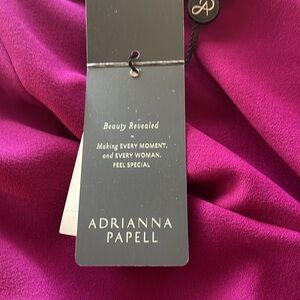 Beauty Revealed
~
Making EVERY MOMENT,
and EVERY WOMAN,
FEEL SPECIAL
ADRIANNA
PAPELL